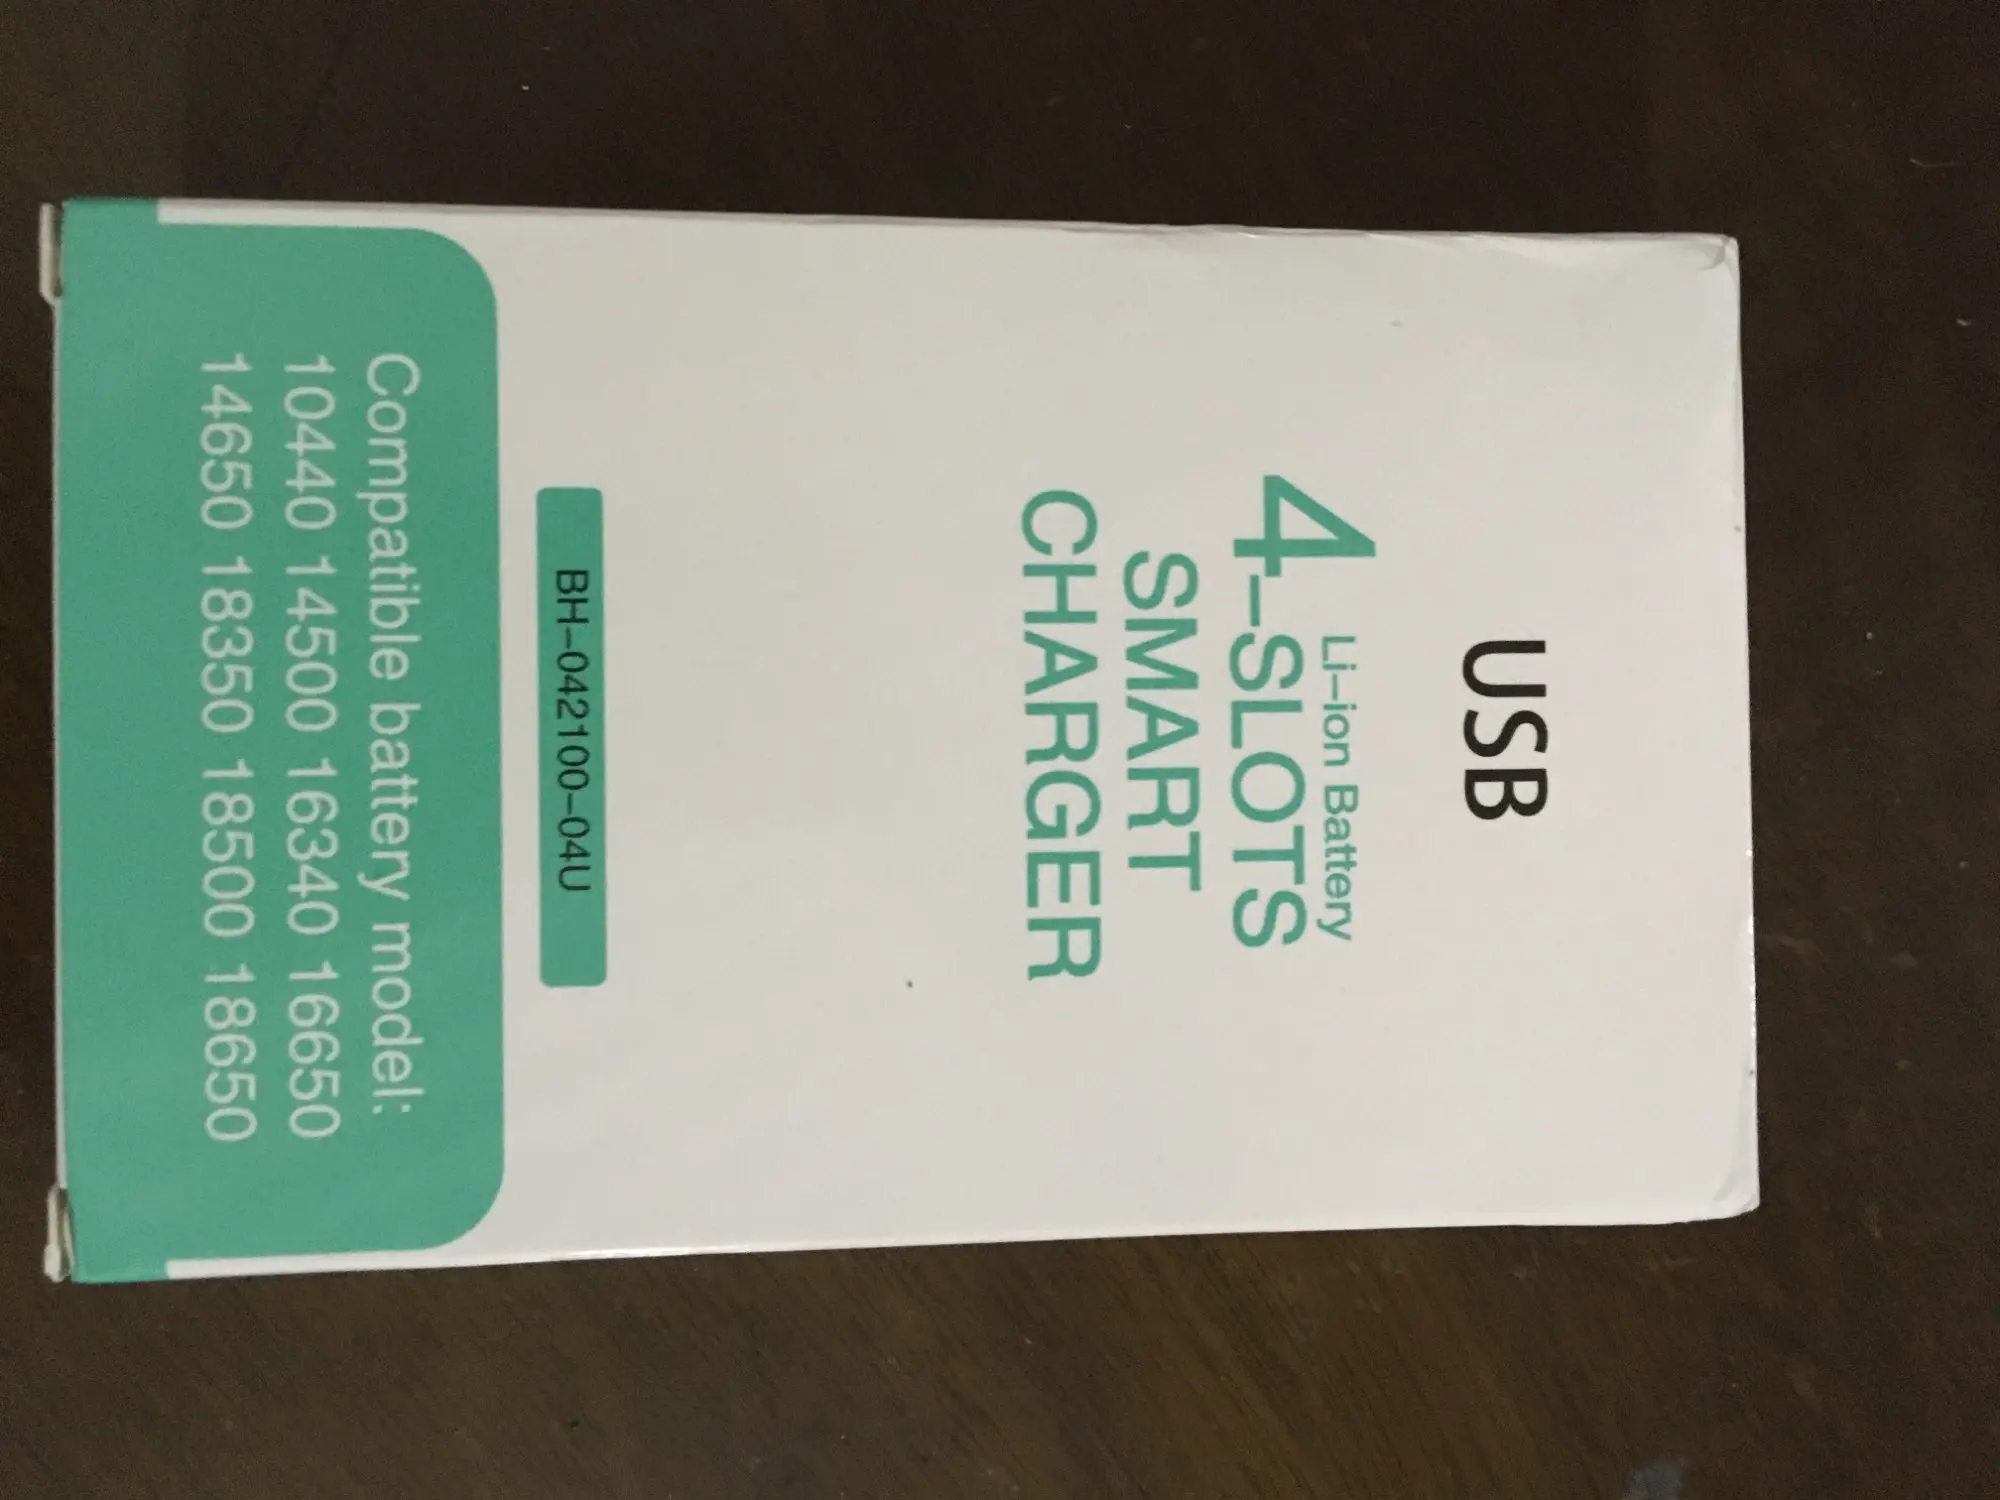 USB
Li-ion Battery
4-SLOTS
SMART
CHARGER
BH-042100-04U
Compatible battery model:
10440 14500 16340 16650
14650 18350 18500 18650